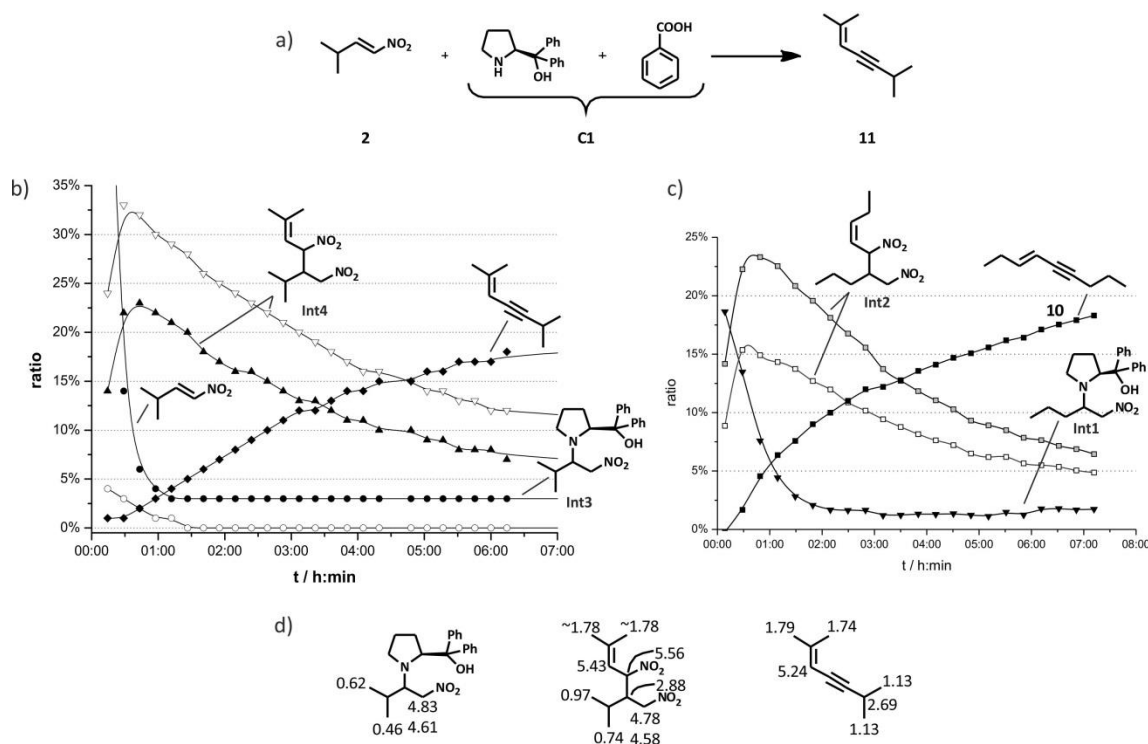 a)
NO₂
+
N
H
Ph
Ph
OH
+
COOH
2
C1
11
b)
35%
30%
25%
20%
15%
10%
5%
0%
ratio
00:00 01:00 02:00 03:00 04:00 05:00 06:00 07:00
t / h:min
NO₂
NO₂
Int4
NO₂
Ph
Ph
N
OH
NO₂
Int3
c)
25%
20%
15%
10%
5%
0%
ratio
00:00 01:00 02:00 03:00 04:00 05:00 06:00 07:00 08:00
t / h:min
NO₂
NO₂
Int2
10
Ph
Ph
N
OH
NO₂
Int1
d)
Ph
Ph
N
OH
0.62
NO₂
0.46
4.83
4.61
~1.78 ~1.78
5.43
NO₂
5.56
2.88
0.97
NO₂
4.78
0.74 4.58
1.79 1.74
5.24
1.13
2.69
1.13